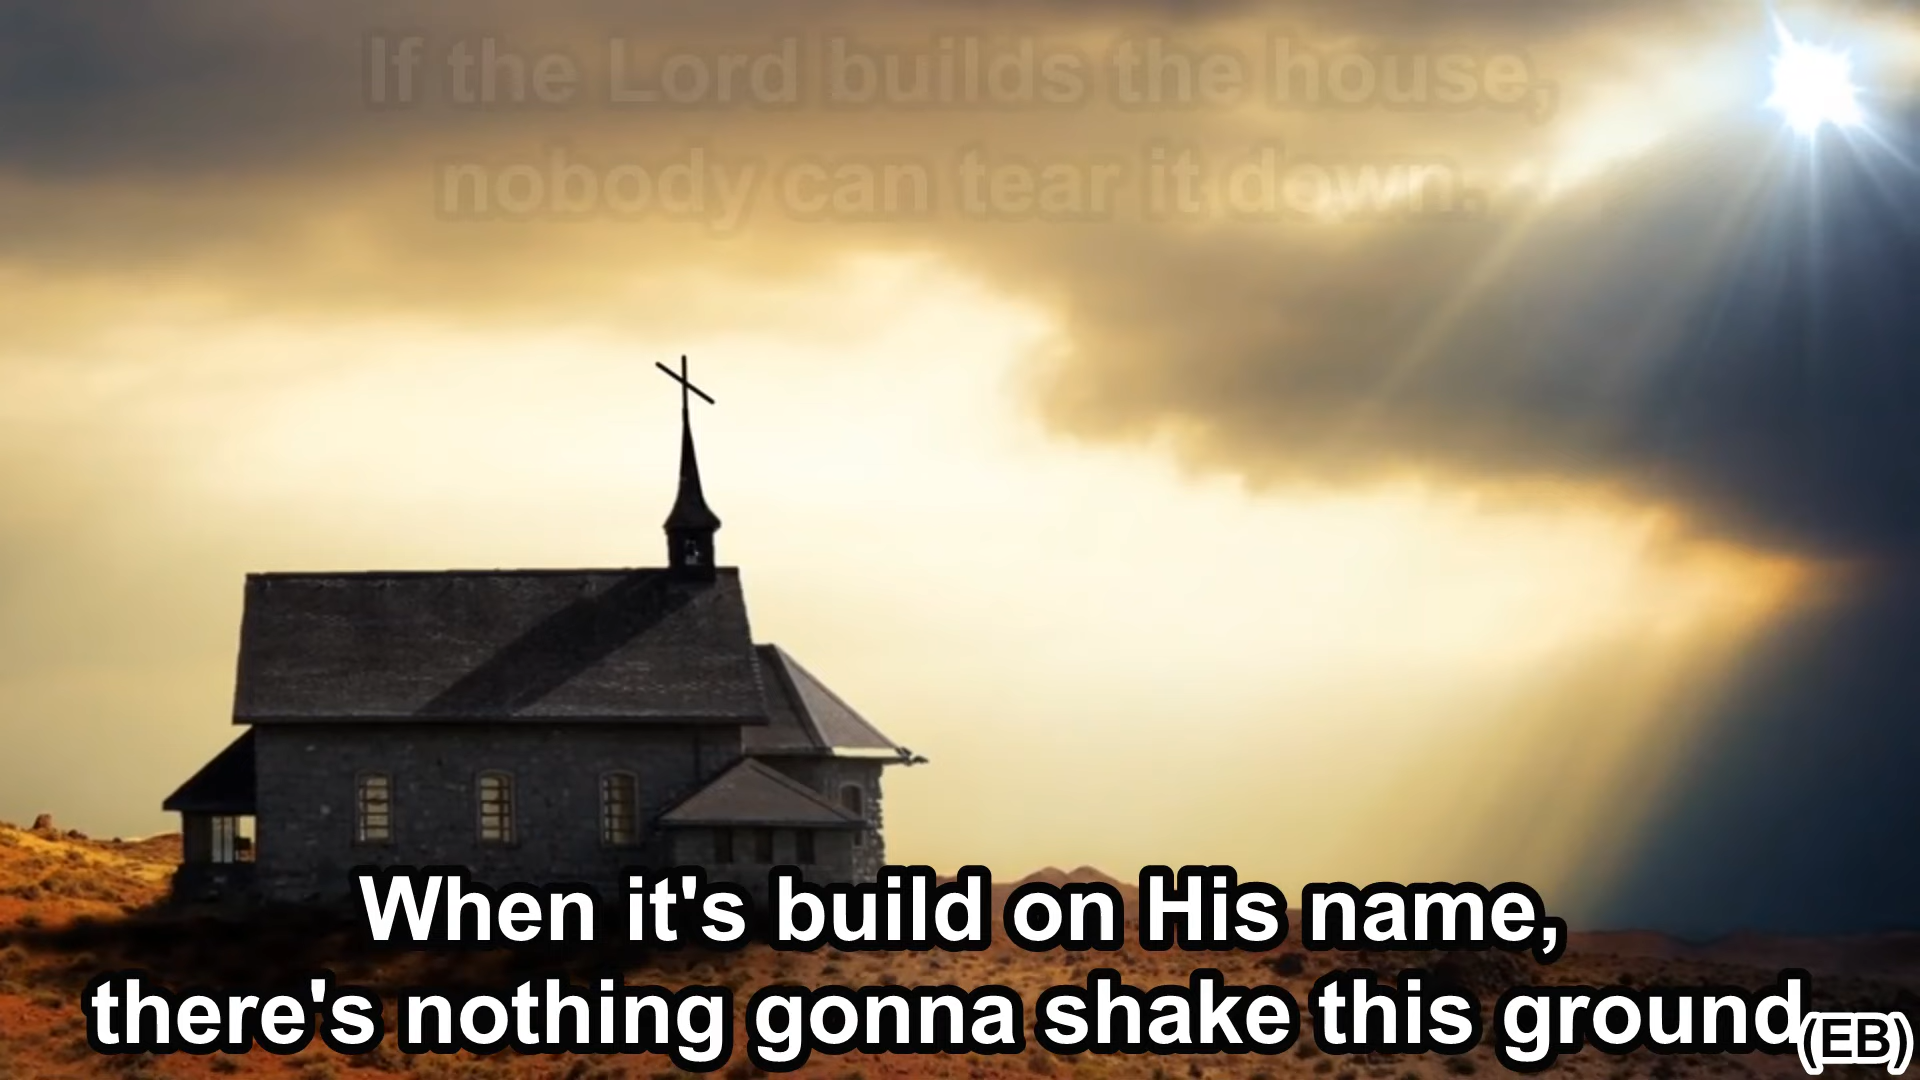 If the Lord builds the house,
nobody can tear it down.
When it's build on His name,
there's nothing gonna shake this ground
(EB)